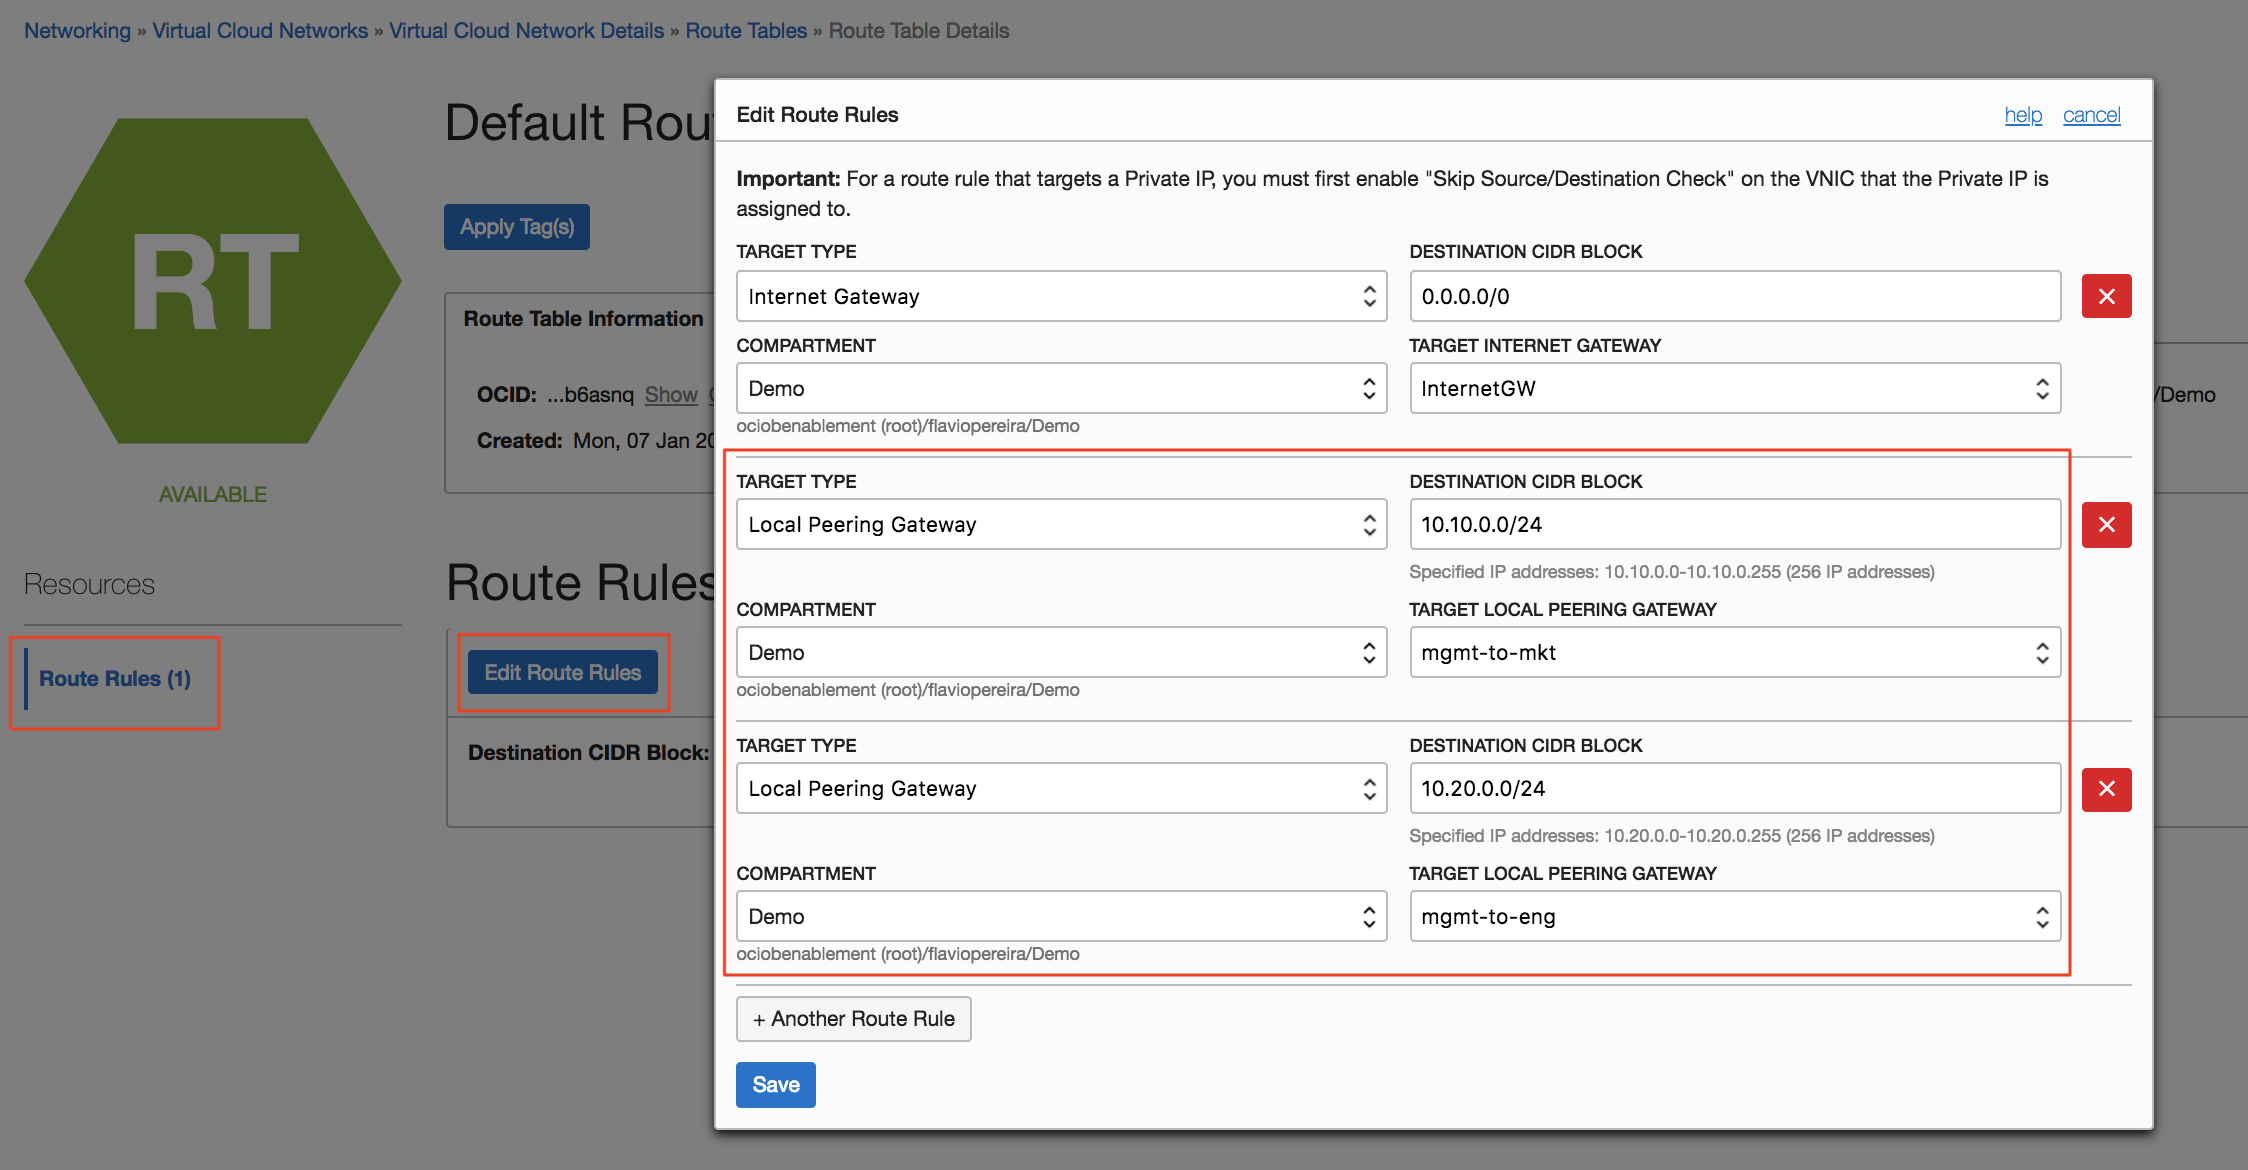 Networking » Virtual Cloud Networks » Virtual Cloud Network Details » Route Tables » Route Table Details
RT
AVAILABLE
Resources
Route Rules (1)
Default Rou
Apply Tag(s)
Route Table Information
OCID: ...b6asnq Show
Created: Mon, 07 Jan 20
/Demo
Route Rules
Edit Route Rules
Destination CIDR Block:
Edit Route Rules
help cancel
Important: For a route rule that targets a Private IP, you must first enable "Skip Source/Destination Check" on the VNIC that the Private IP is
assigned to.
TARGET TYPE DESTINATION CIDR BLOCK
Internet Gateway 0.0.0.0/0
COMPARTMENT TARGET INTERNET GATEWAY
Demo InternetGW
ociobenablement (root)/flaviopereira/Demo
TARGET TYPE DESTINATION CIDR BLOCK
Local Peering Gateway 10.10.0.0/24
Specified IP addresses: 10.10.0.0-10.10.0.255 (256 IP addresses)
COMPARTMENT TARGET LOCAL PEERING GATEWAY
Demo mgmt-to-mkt
ociobenablement (root)/flaviopereira/Demo
TARGET TYPE DESTINATION CIDR BLOCK
Local Peering Gateway 10.20.0.0/24
Specified IP addresses: 10.20.0.0-10.20.0.255 (256 IP addresses)
COMPARTMENT TARGET LOCAL PEERING GATEWAY
Demo mgmt-to-eng
ociobenablement (root)/flaviopereira/Demo
+ Another Route Rule
Save